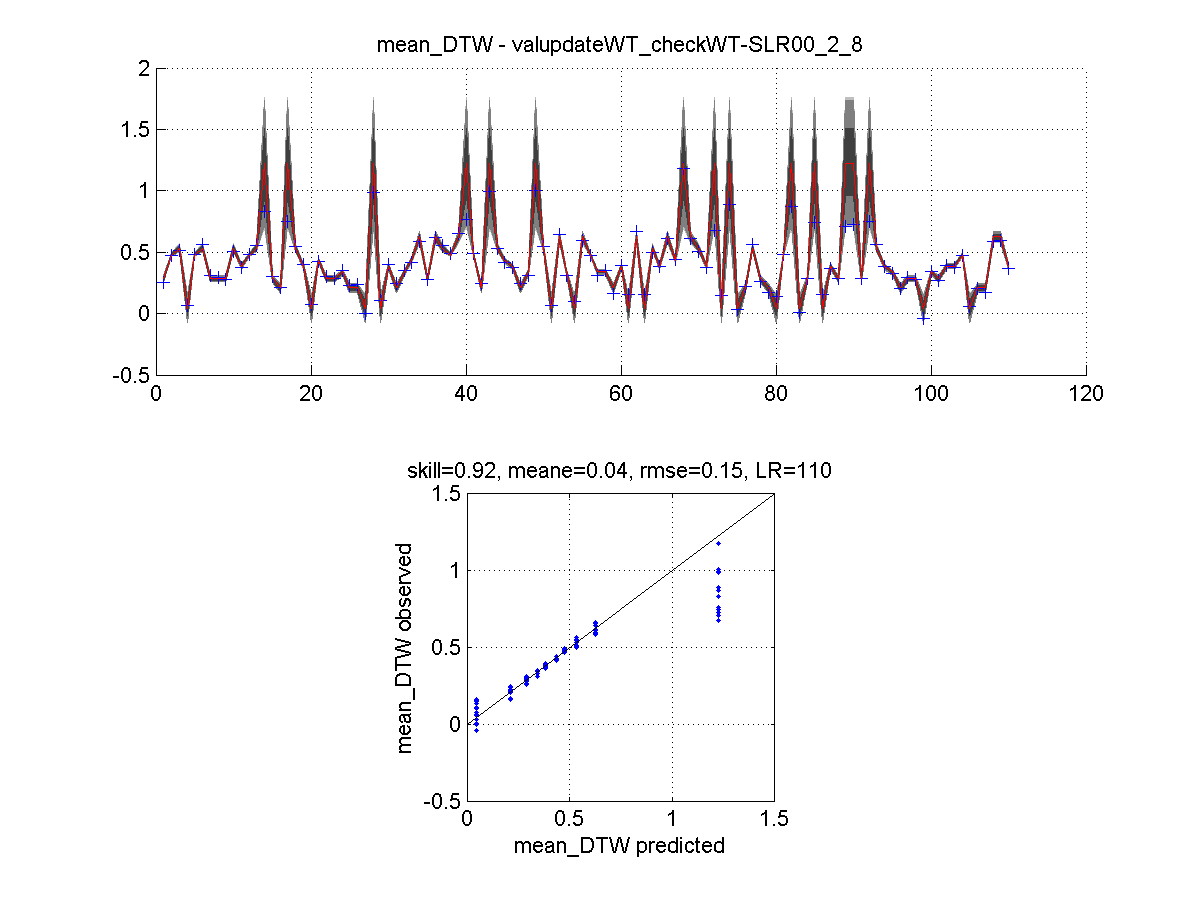 mean_DTW - valupdateWT_checkWT-SLR00_2_8
2
1.5
1
0.5
0
-0.5
0 20 40 60 80 100 120
skill=0.92, meane=0.04, rmse=0.15, LR=110
mean_DTW observed
1.5
1
0.5
0
-0.5
0 0.5 1 1.5
mean_DTW predicted